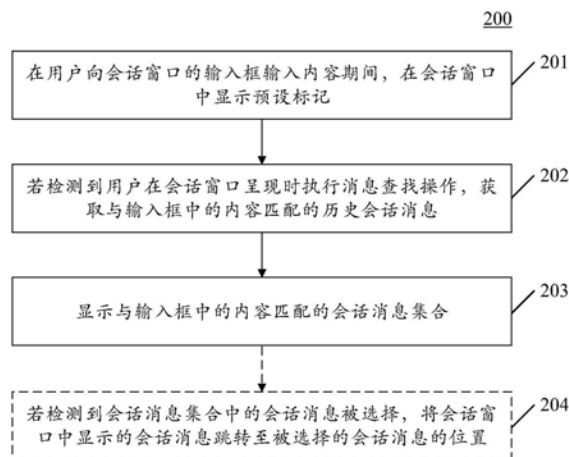 200
在用户向会话窗口的输入框输入内容期间，在会话窗口
中显示预设标记
201
若检测到用户在会话窗口呈现时执行消息查找操作，获
取与输入框中的内容匹配的历史会话消息
202
显示与输入框中的内容匹配的会话消息集合
203
若检测到会话消息集合中的会话消息被选择，将会话窗
口中显示的会话消息跳转至被选择的会话消息的位置
204